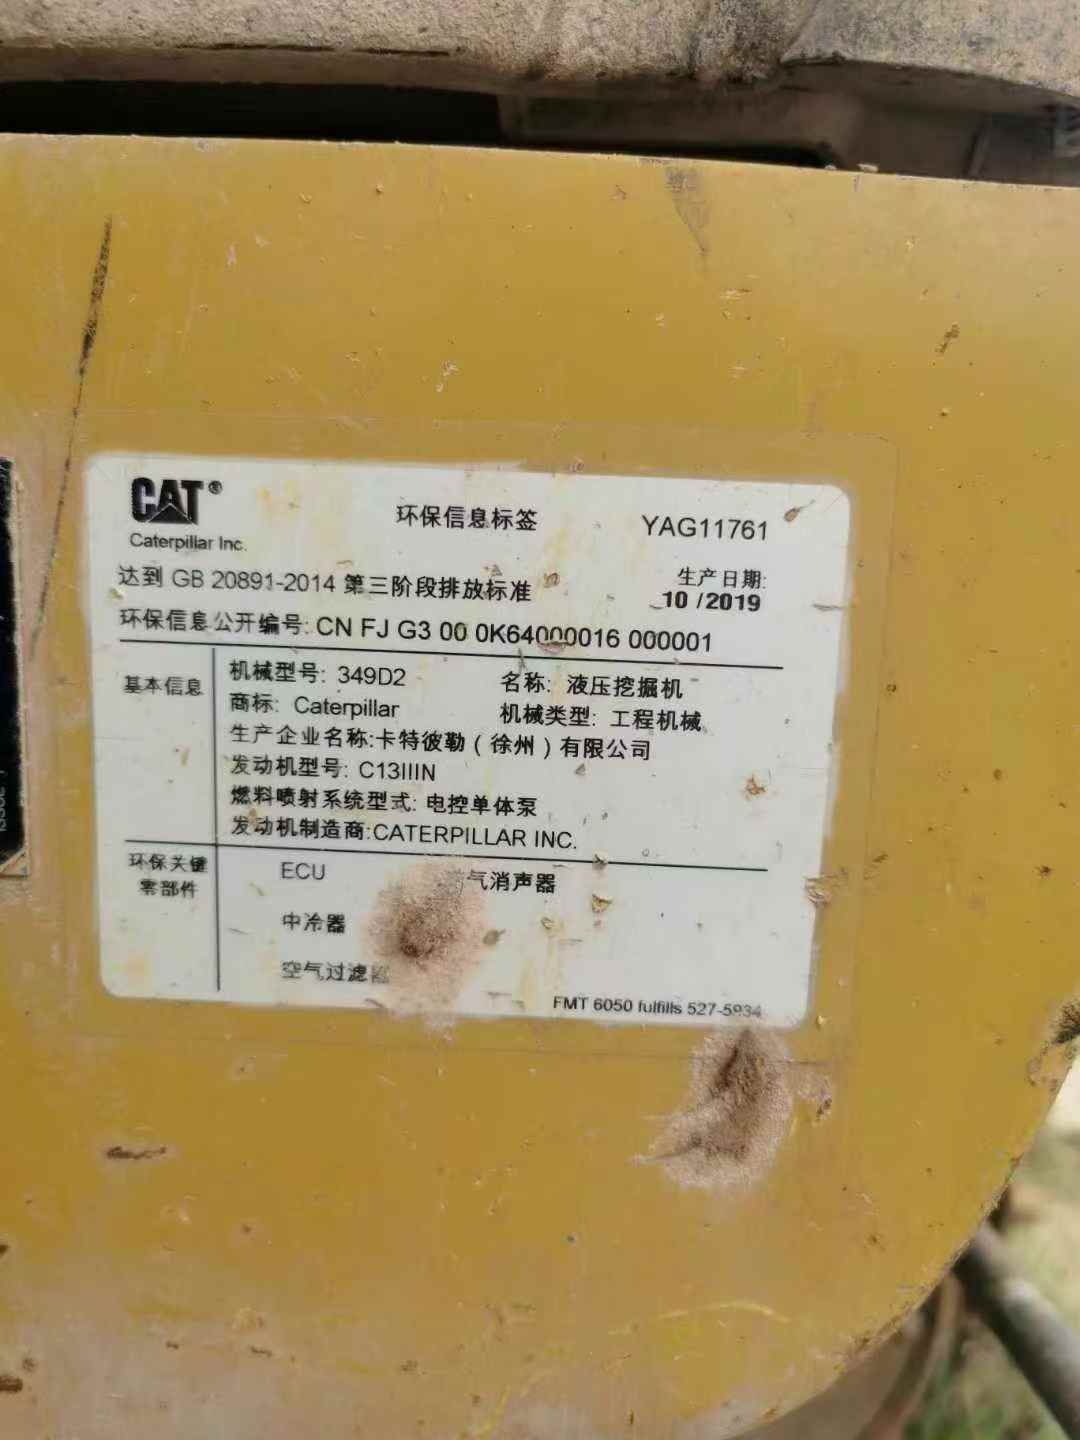 CAT®
Caterpillar Inc.
环保信息标签
YAG11761
达到 GB 20891-2014 第三阶段排放标准
生产日期:
10 /2019
环保信息公开编号: CN FJ G3 00 0K64000016 000001
基本信息
机械型号: 349D2 名称: 液压挖掘机
商标: Caterpillar 机械类型: 工程机械
生产企业名称:卡特彼勒（徐州）有限公司
发动机型号: C13IIIN
燃料喷射系统型式: 电控单体泵
发动机制造商:CATERPILLAR INC.
环保关键
零部件
ECU 气消声器
中冷器
空气过滤
FMT 6050 fulfills 527-5934